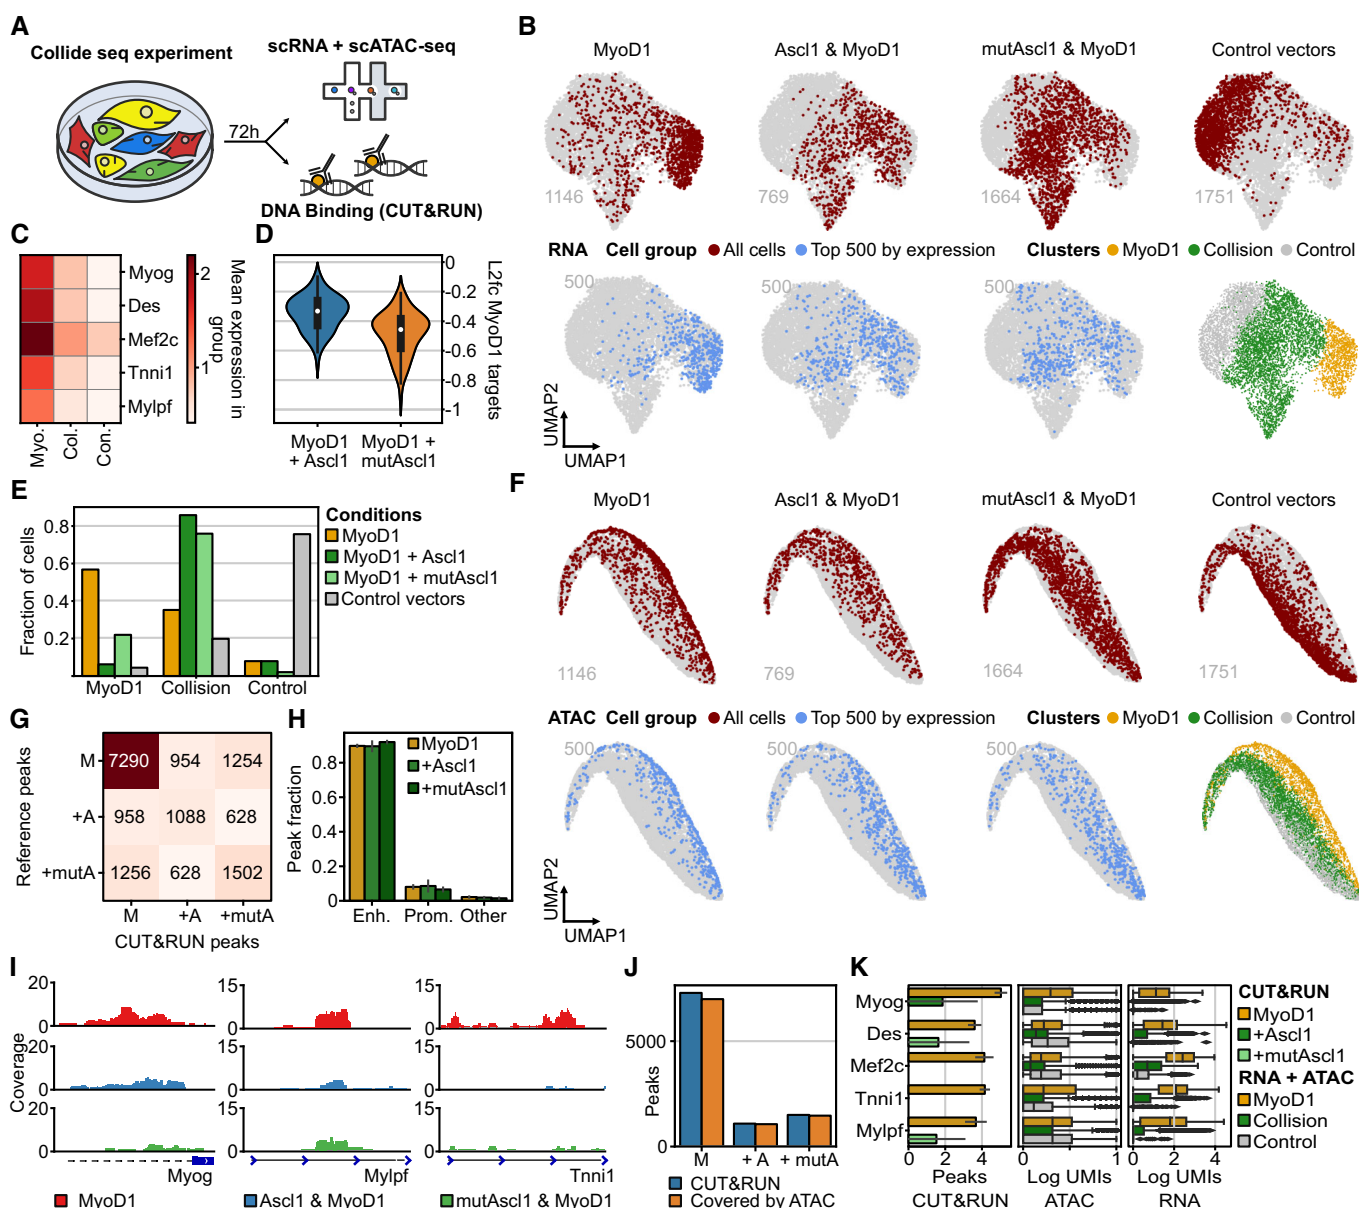 A
Collide seq experiment
scRNA + scATAC-seq
72h
DNA Binding (CUT&RUN)
B
MyoD1
Ascl1 & MyoD1
mutAscl1 & MyoD1
Control vectors
1146
769
1664
1751
RNA Cell group All cells Top 500 by expression Clusters MyoD1 Collision Control
500
500
500
UMAP2
UMAP1
C
Myog
Des
Mef2c
Tnni1
Mylpf
Myo.
Col.
Con.
2
1
Mean expression in group
D
0
-0.2
-0.4
-0.6
-0.8
-1
L2fc MyoD1 targets
MyoD1 + Ascl1
MyoD1 + mutAscl1
E
Fraction of cells
0.8
0.6
0.4
0.2
MyoD1
Collision
Control
Conditions
MyoD1
MyoD1 + Ascl1
MyoD1 + mutAscl1
Control vectors
F
MyoD1
Ascl1 & MyoD1
mutAscl1 & MyoD1
Control vectors
1146
769
1664
1751
ATAC Cell group All cells Top 500 by expression Clusters MyoD1 Collision Control
500
500
500
UMAP2
UMAP1
G
Reference peaks
M 7290 954 1254
+A 958 1088 628
+mutA 1256 628 1502
M +A +mutA
CUT&RUN peaks
H
Peak fraction
0.8
0.6
0.4
0.2
0
MyoD1
+Ascl1
+mutAscl1
Enh. Prom. Other
I
Coverage
20
0
15
0
15
0
20
0
15
0
15
0
20
0
15
0
15
0
Myog
Mylpf
Tnni1
MyoD1
Ascl1 & MyoD1
mutAscl1 & MyoD1
J
Peaks
5000
0
M + A + mutA
CUT&RUN
Covered by ATAC
K
Myog
Des
Mef2c
Tnni1
Mylpf
0 2 4
Peaks
CUT&RUN
0 1
Log UMIs
ATAC
0 2 4
Log UMIs
RNA
CUT&RUN
MyoD1
+Ascl1
+mutAscl1
RNA + ATAC
MyoD1
Collision
Control